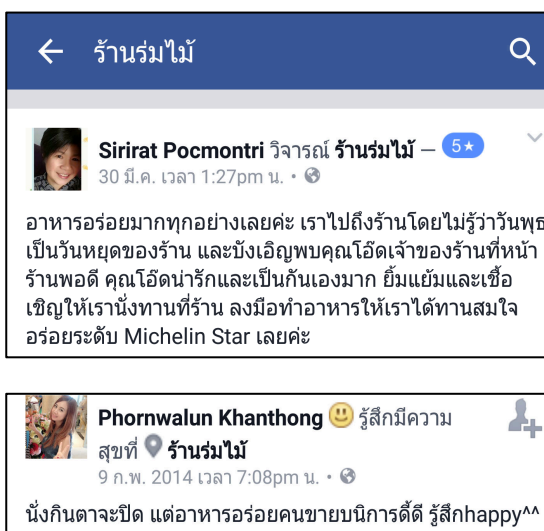 ร้านร่มไม้
Sirirat Pocmontri วิจารณ์ ร้านร่มไม้ — 5★
30 มี.ค. เวลา 1:27pm น. •
อาหารอร่อยมากทุกอย่างเลยค่ะ เราไปถึงร้านโดยไม่รู้ว่าวันพุธ
เป็นวันหยุดของร้าน และบังเอิญพบคุณโอ๊ดเจ้าของร้านที่หน้า
ร้านพอดี คุณโอ๊ดน่ารักและเป็นกันเองมาก ยิ้มแย้มและเชื้อ
เชิญให้เรานั่งทานที่ร้าน ลงมือทำอาหารให้เราได้ทานสมใจ
อร่อยระดับ Michelin Star เลยค่ะ
Phornwalun Khanthong 🙂 รู้สึกมีความ
สุขที่ ร้านร่มไม้
9 ก.พ. 2014 เวลา 7:08pm น. •
นั่งกินตาจะปิด แต่อาหารอร่อยคนขายบนิการดี้ดี รู้สึกhappy^^